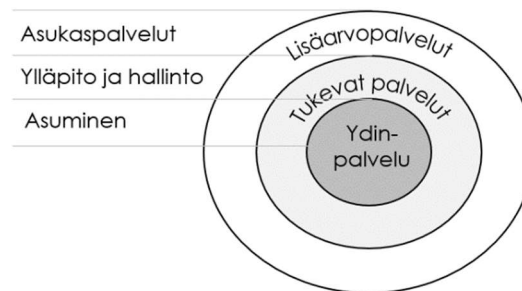 Asukaspalvelut
Ylläpito ja hallinto
Asuminen
Lisäarvopalvelut
Tukevat palvelut
Ydin-
palvelu